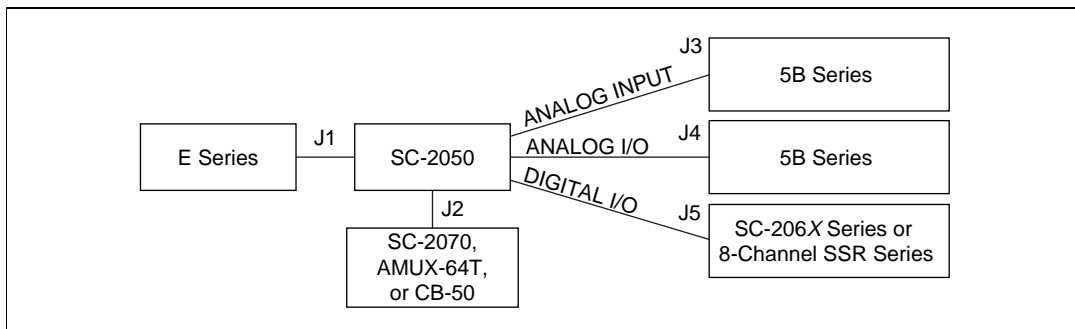 J3
5B Series
ANALOG INPUT
E Series
J1
SC-2050
ANALOG I/O
J4
5B Series
DIGITAL I/O
J5
SC-206X Series or
8-Channel SSR Series
J2
SC-2070,
AMUX-64T,
or CB-50